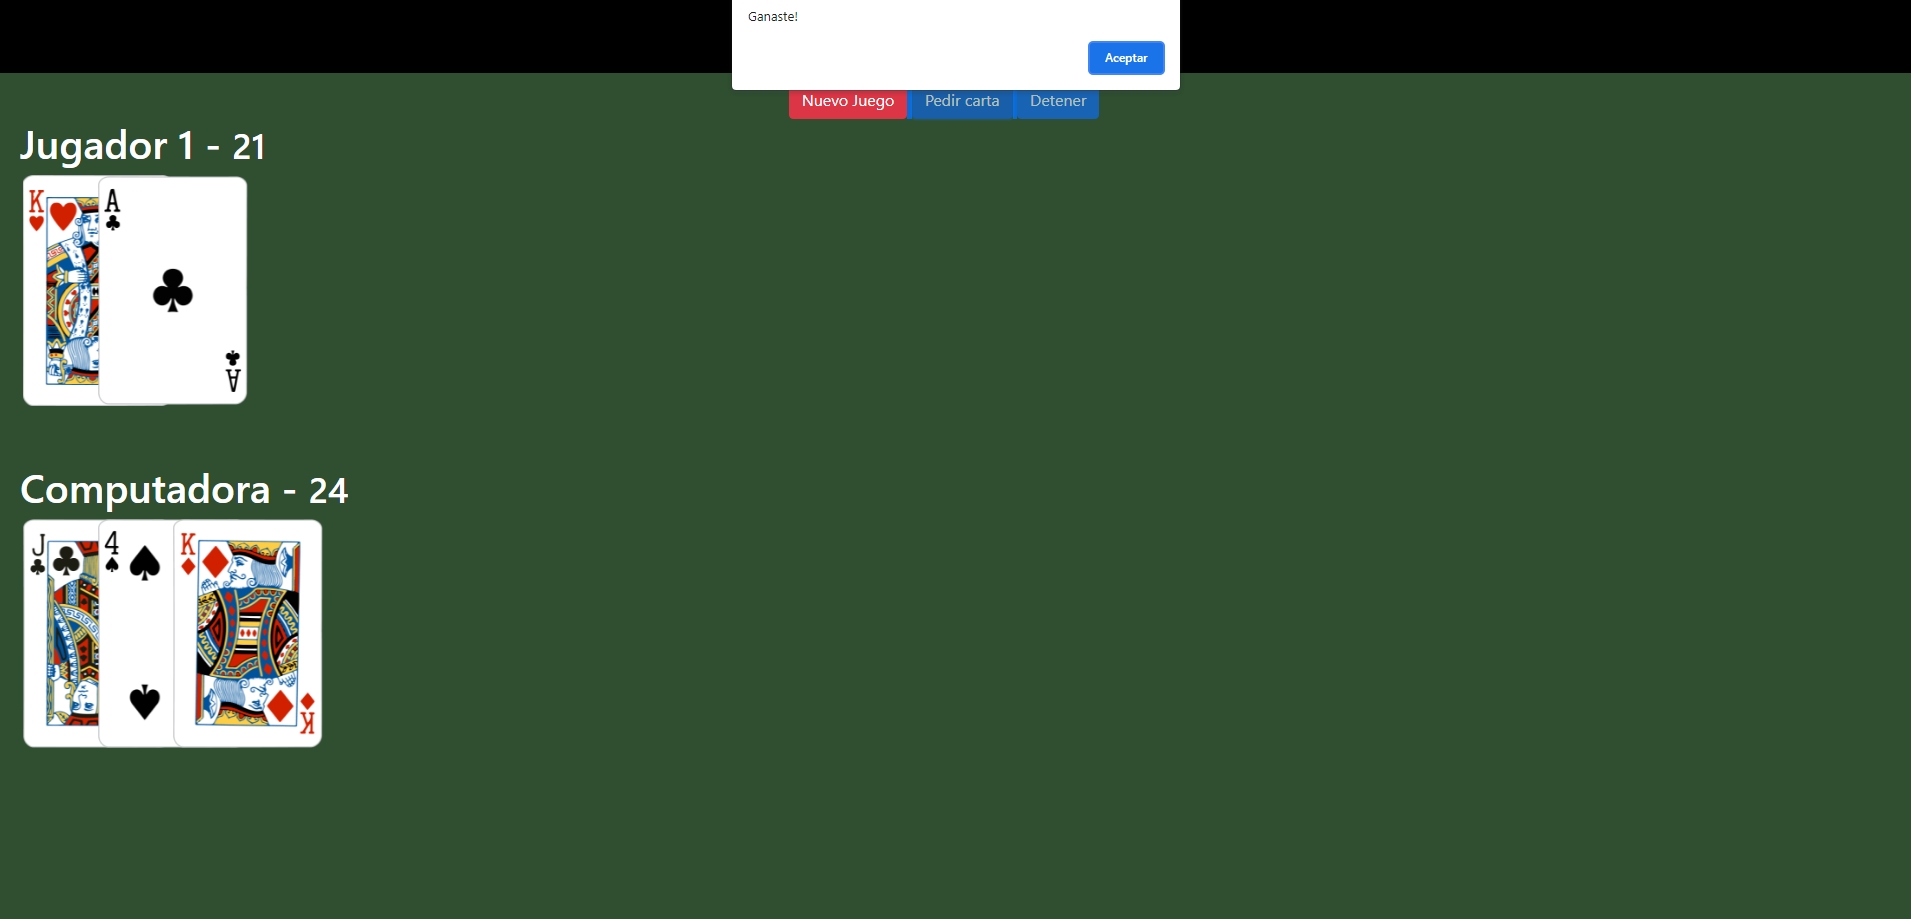 Ganaste!
Aceptar
Nuevo Juego Pedir carta Detener
Jugador 1 - 21
K A
A
Computadora - 24
J 4 K
K